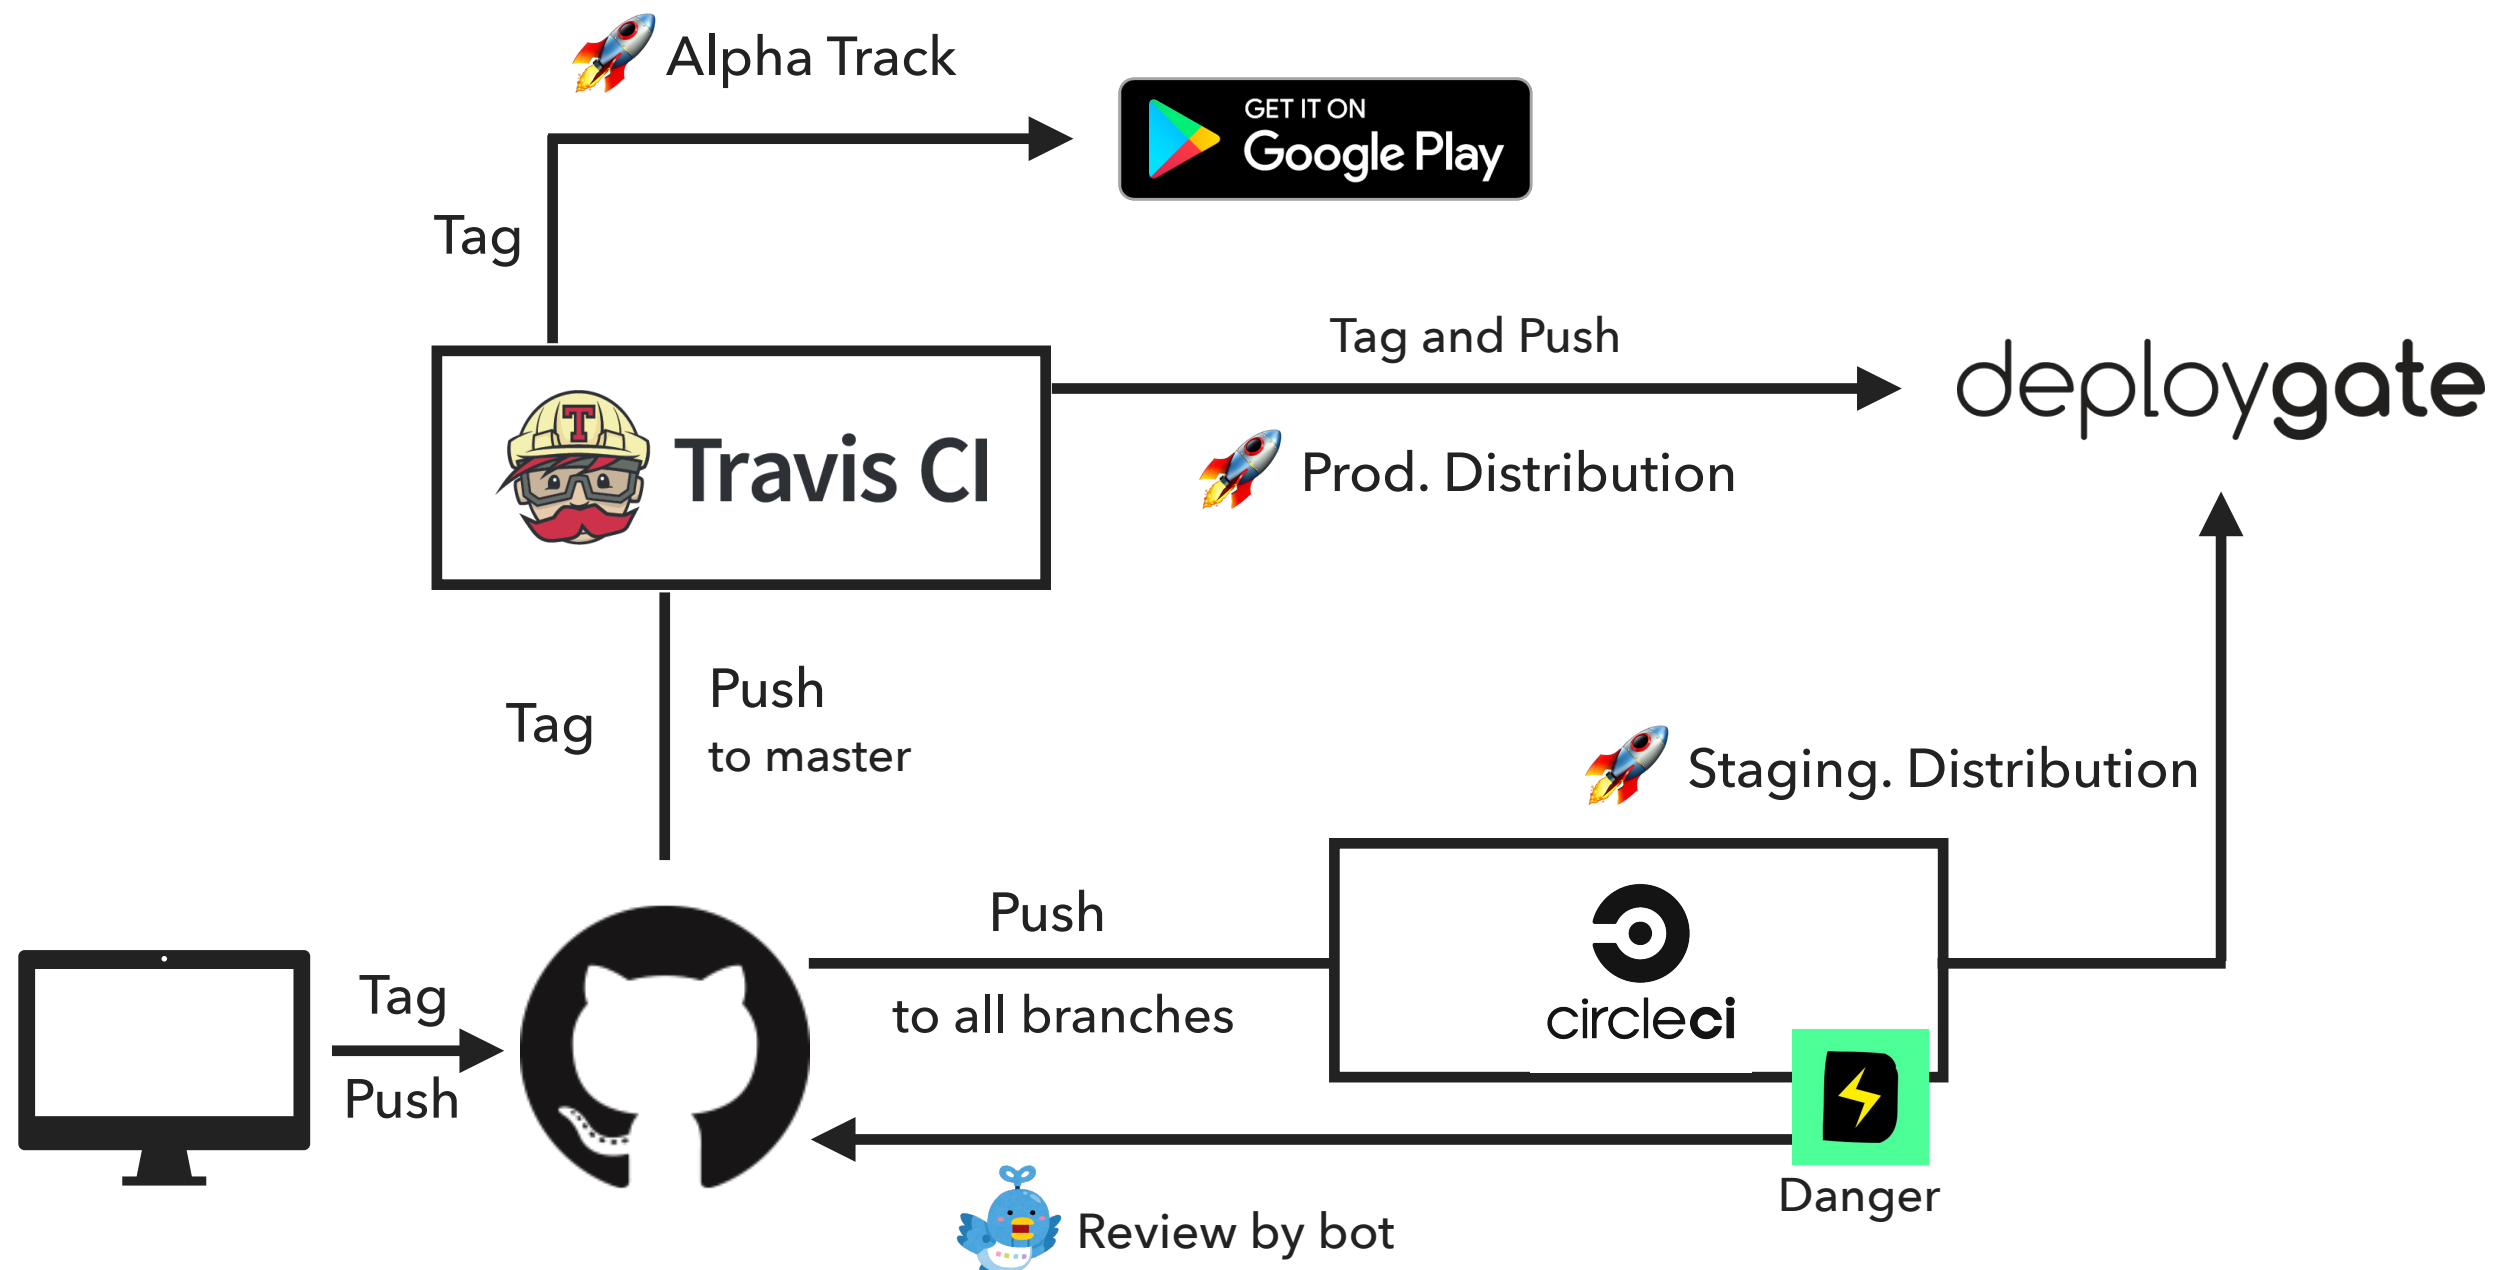 Alpha Track
GET IT ON
Google Play
Tag
Tag and Push
deploygate
T
Travis CI
Prod. Distribution
Push
Tag
to master
Staging. Distribution
Push
Tag
to all branches
circleci
Push
Danger
Review by bot